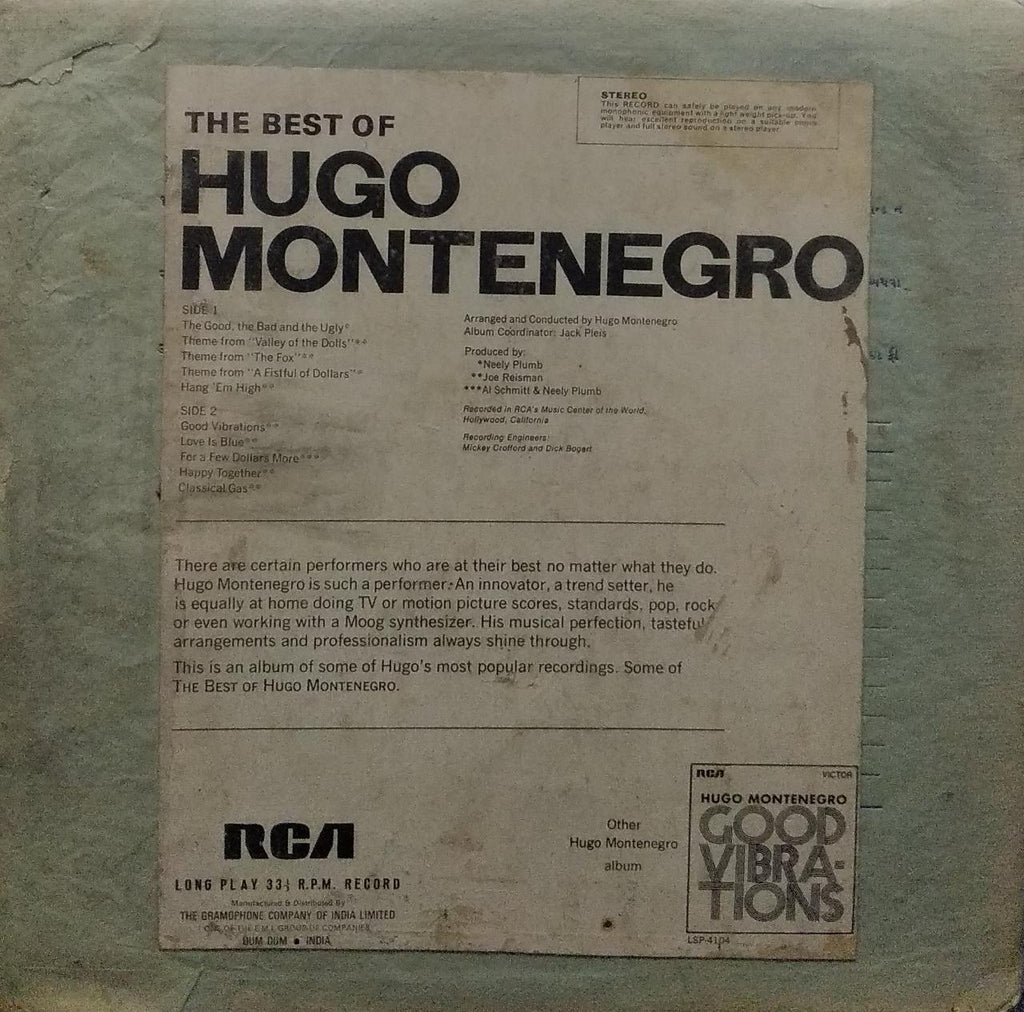 STEREO
This RECORD can safely be played on any modern
monophonic equipment with a light weight pick-up. You
will hear excellent reproduction on a suitable mono
player and full stereo sound on a stereo player.
THE BEST OF
HUGO
MONTENEGRO
SIDE 1
The Good, the Bad and the Ugly*
Theme from "Valley of the Dolls"**
Theme from "The Fox"**
Theme from "A Fistful of Dollars"*
Hang 'Em High**
SIDE 2
Good Vibrations**
Love Is Blue**
For a Few Dollars More***
Happy Together**
Classical Gas**
Arranged and Conducted by Hugo Montenegro
Album Coordinator: Jack Pleis
Produced by:
*Neely Plumb
**Joe Reisman
***Al Schmitt & Neely Plumb
Recorded in RCA's Music Center of the World,
Hollywood, California
Recording Engineers:
Mickey Crofford and Dick Bogert
There are certain performers who are at their best no matter what they do.
Hugo Montenegro is such a performer. An innovator, a trend setter, he
is equally at home doing TV or motion picture scores, standards, pop, rock
or even working with a Moog synthesizer. His musical perfection, tasteful
arrangements and professionalism always shine through.
This is an album of some of Hugo's most popular recordings. Some of
THE BEST OF HUGO MONTENEGRO.
RCA
LONG PLAY 33⅓ R.P.M. RECORD
Manufactured & Distributed By
THE GRAMOPHONE COMPANY OF INDIA LIMITED
ONE OF THE E.M.I. GROUP OF COMPANIES
DUM DUM • INDIA
Other
Hugo Montenegro
album
RCA VICTOR
HUGO MONTENEGRO
GOOD
VIBRA-
TIONS
LSP-4104